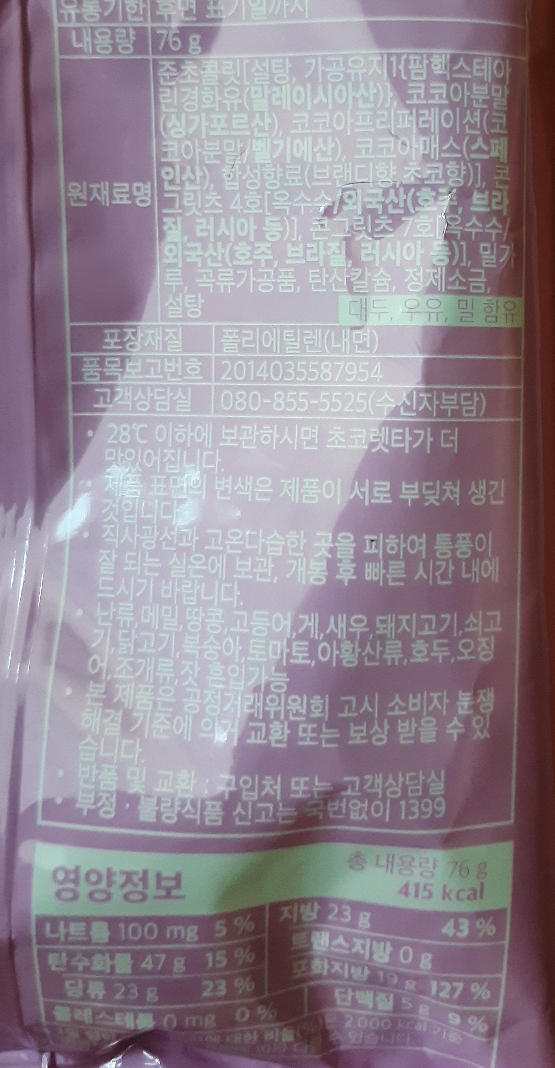 유통기한 후면 표기일까지
내용량 76 g
준초콜릿[설탕, 가공유지1{팜핵스테아
린경화유(말레이시아산)}, 코코아분말
(싱가포르산), 코코아프리퍼레이션(코
코아분말/벨기에산), 코코아매스(스페
인산), 합성향료(브랜디향,초코향)], 콘
원재료명 그릿츠 4호[옥수수/외국산(호주, 브라
질, 러시아 등)], 콘그릿츠 7호[옥수수/
외국산(호주, 브라질, 러시아 등)], 밀가
루, 곡류가공품, 탄산칼슘, 정제소금,
설탕 대두, 우유, 밀 함유
포장재질 폴리에틸렌(내면)
품목보고번호 2014035587954
고객상담실 080-855-5525(수신자부담)
• 28℃ 이하에 보관하시면 초코렛타가 더
맛있어집니다.
• 제품 표면의 변색은 제품이 서로 부딪쳐 생긴
것입니다.
• 직사광선과 고온다습한 곳을 피하여 통풍이
잘 되는 실온에 보관, 개봉 후 빠른 시간 내에
드시기 바랍니다.
• 난류,메밀,땅콩,고등어,게,새우,돼지고기,쇠고
기,닭고기,복숭아,토마토,아황산류,호두,오징
어,조개류,잣 혼입가능
• 본 제품은 공정거래위원회 고시 소비자 분쟁
해결 기준에 의거 교환 또는 보상 받을 수 있
습니다.
• 반품 및 교환 : 구입처 또는 고객상담실
• 부정 · 불량식품 신고는 국번없이 1399
영양정보 총 내용량 76 g
415 kcal
나트륨 100 mg 5 % 지방 23 g 43 %
탄수화물 47 g 15 % 트랜스지방 0 g
당류 23 g 23 % 포화지방 19 g 127 %
콜레스테롤 0 mg 0 % 단백질 5 g 9 %
대한 비율(%)은 2,000 kcal 기준
수 있습니다.